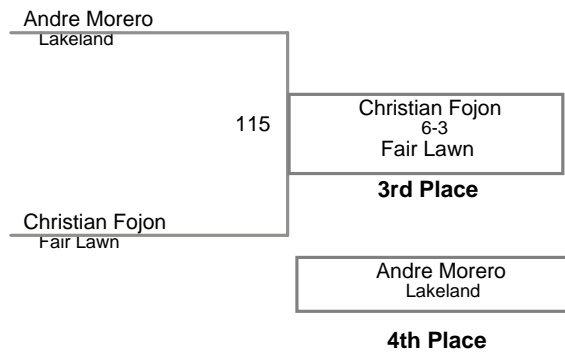 Andre Morero
Lakeland
115
Christian Fojon
6-3
Fair Lawn
3rd Place
Christian Fojon
Fair Lawn
Andre Morero
Lakeland
4th Place